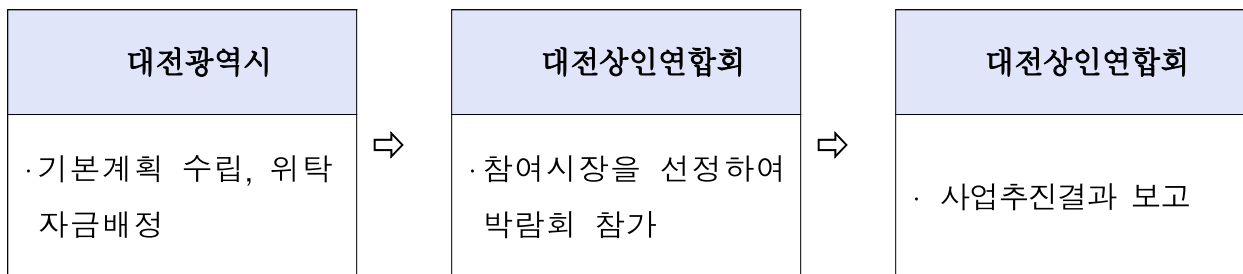 대전광역시
· 기본계획 수립, 위탁
자금배정
⇨
대전상인연합회
· 참여시장을 선정하여
박람회 참가
⇨
대전상인연합회
· 사업추진결과 보고